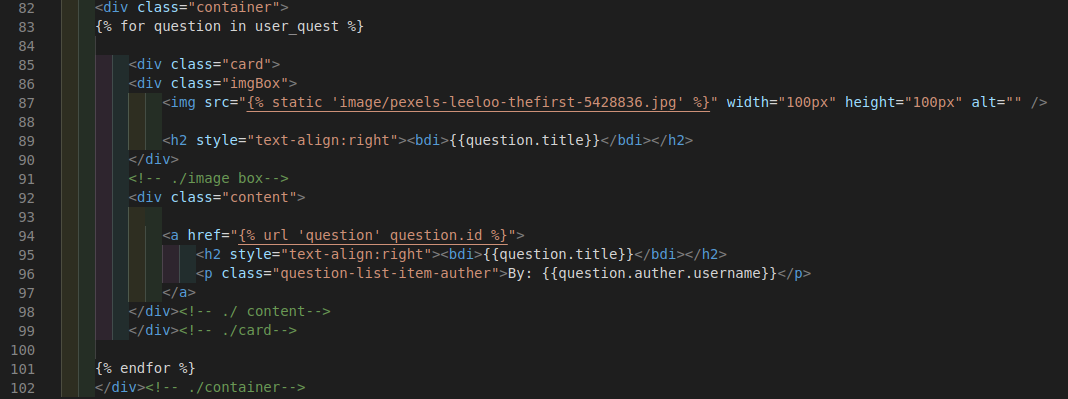 82 <div class="container">
83 {% for question in user_quest %}
84
85 <div class="card">
86 <div class="imgBox">
87 <img src="{% static 'image/pexels-leeloo-thefirst-5428836.jpg' %}" width="100px" height="100px" alt="" />
88
89 <h2 style="text-align:right"><bdi>{{question.title}}</bdi></h2>
90 </div>
91 <!-- ./image box-->
92 <div class="content">
93
94 <a href="{% url 'question' question.id %}">
95 <h2 style="text-align:right"><bdi>{{question.title}}</bdi></h2>
96 <p class="question-list-item-auther">By: {{question.auther.username}}</p>
97 </a>
98 </div><!-- ./ content-->
99 </div><!-- ./card-->
100
101 {% endfor %}
102 </div><!-- ./container-->